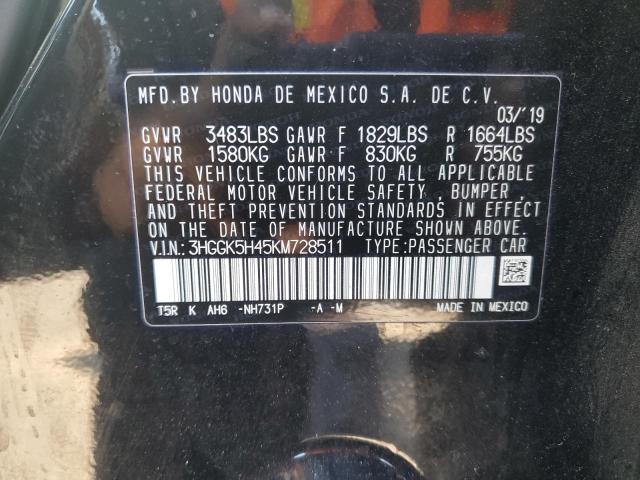 MFD.BY HONDA DE MEXICO S.A. DE C.V.
03/'19
GVWR 3483LBS GAWR F 1829LBS R 1664LBS
GVWR 1580KG GAWR F 830KG R 755KG
THIS VEHICLE CONFORMS TO ALL APPLICABLE
FEDERAL MOTOR VEHICLE SAFETY , BUMPER ,
AND THEFT PREVENTION STANDARDS IN EFFECT
ON THE DATE OF MANUFACTURE SHOWN ABOVE.
V.I.N.: 3HGGK5H45KM728511 TYPE:PASSENGER CAR
T5R K AH6 -NH731P -A -M MADE IN MEXICO